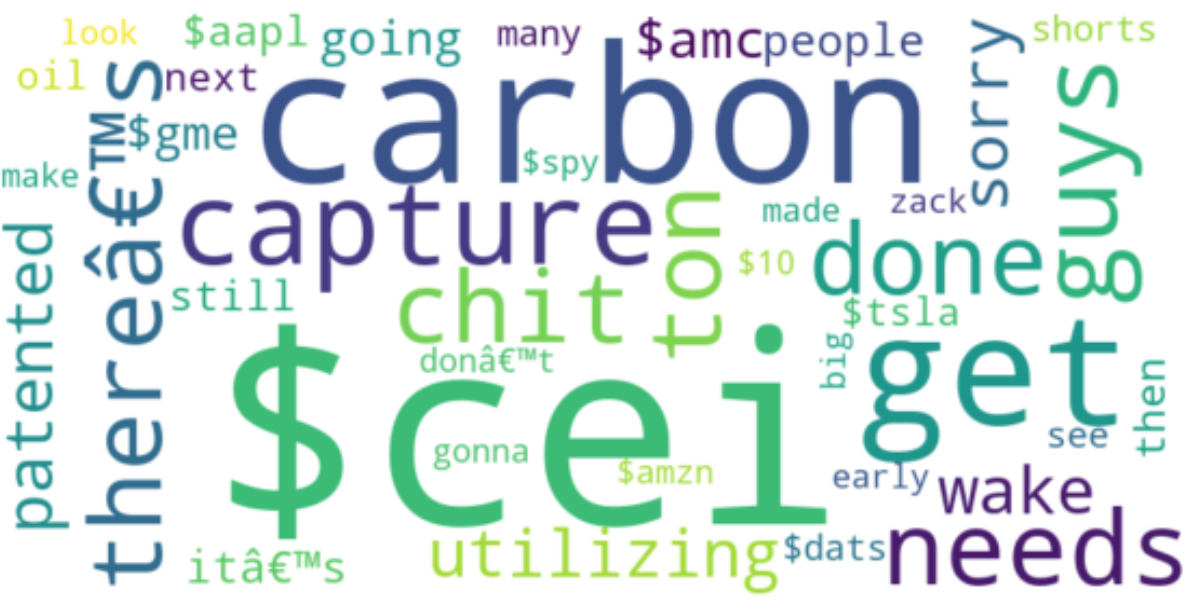 look
$aapl
going
many
$amc
people
sorry
shorts
oil
next
carbon
guys
thereâ€™s
$gme
$spy
make
capture
ton
made
zack
patented
still
chit
$10
done
$tsla
donâ€™t
$cei
big
get
then
gonna
$amzn
see
early
wake
itâ€™s
utilizing
$dats
needs